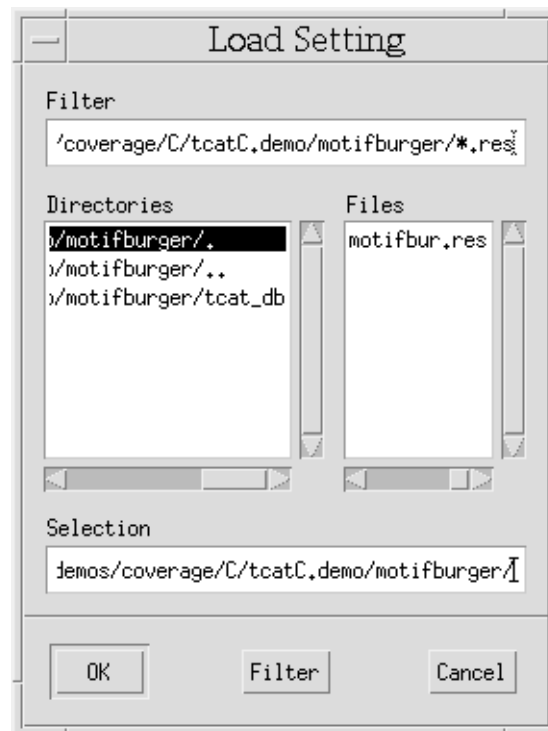 Load Setting
Filter
/coverage/C/tcatC.demo/motifburger/*.res
Directories
Files
/motifburger/.
/motifburger/..
/motifburger/tcat_db
motifbur.res
Selection
demos/coverage/C/tcatC.demo/motifburger/
OK
Filter
Cancel